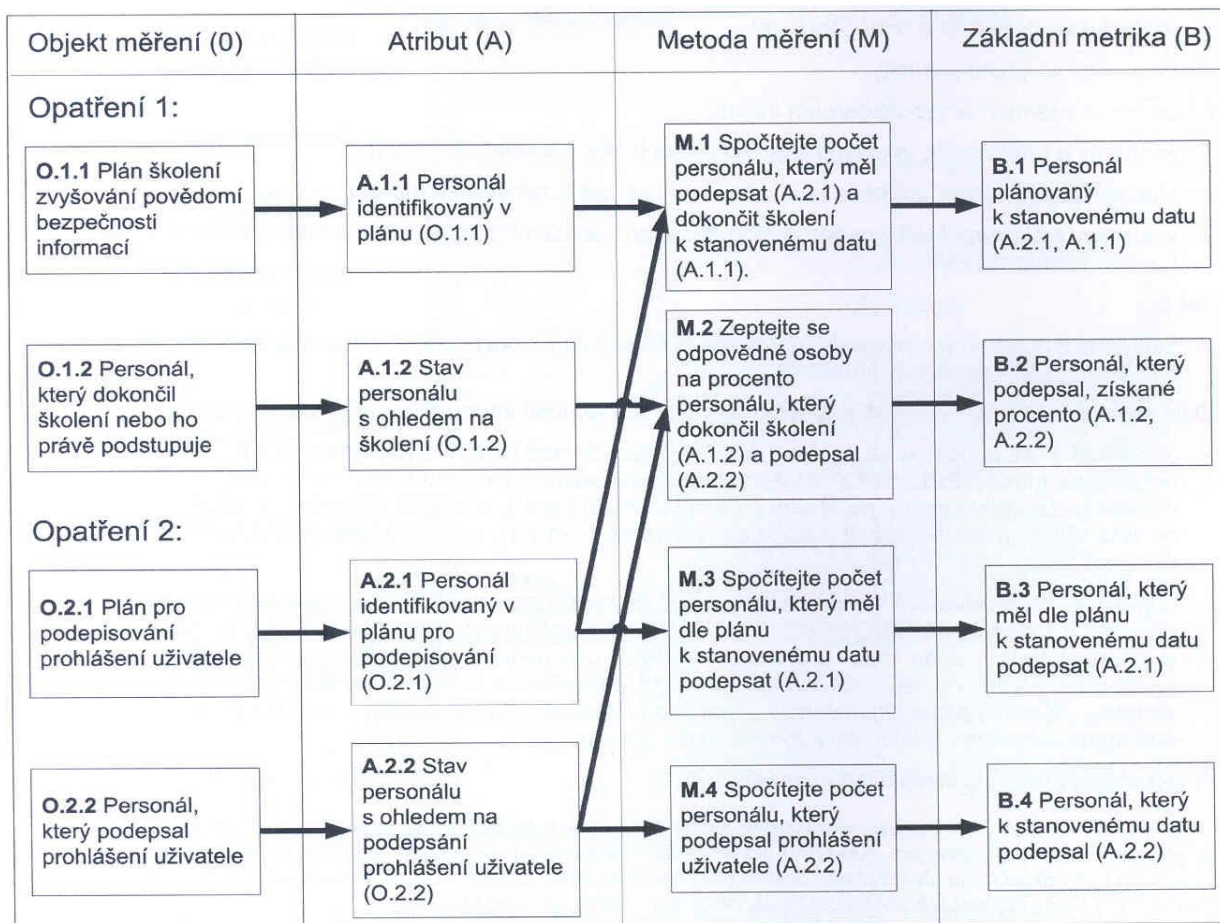 Objekt měření (0)
Atribut (A)
Metoda měření (M)
Základní metrika (B)
Opatření 1:
O.1.1 Plán školení
zvyšování povědomí
bezpečnosti
informací
A.1.1 Personál
identifikovaný v
plánu (O.1.1)
M.1 Spočítejte počet
personálu, který měl
podepsat (A.2.1) a
dokončit školení
k stanovenému datu
(A.1.1).
B.1 Personál
plánovaný
k stanovenému datu
(A.2.1, A.1.1)
O.1.2 Personál,
který dokončil
školení nebo ho
právě podstupuje
A.1.2 Stav
personálu
s ohledem na
školení (O.1.2)
M.2 Zeptejte se
odpovědné osoby
na procento
personálu, který
dokončil školení
(A.1.2) a podepsal
(A.2.2)
B.2 Personál, který
podepsal, získané
procento (A.1.2,
A.2.2)
Opatření 2:
O.2.1 Plán pro
podepisování
prohlášení uživatele
A.2.1 Personál
identifikovaný v
plánu pro
podepisování
(O.2.1)
M.3 Spočítejte počet
personálu, který měl
dle plánu
k stanovenému datu
podepsat (A.2.1)
B.3 Personál, který
měl dle plánu
k stanovenému datu
podepsat (A.2.1)
O.2.2 Personál,
který podepsal
prohlášení uživatele
A.2.2 Stav
personálu
s ohledem na
podepsání
prohlášení uživatele
(O.2.2)
M.4 Spočítejte počet
personálu, který
podepsal prohlášení
uživatele (A.2.2)
B.4 Personál, který
k stanovenému datu
podepsal (A.2.2)